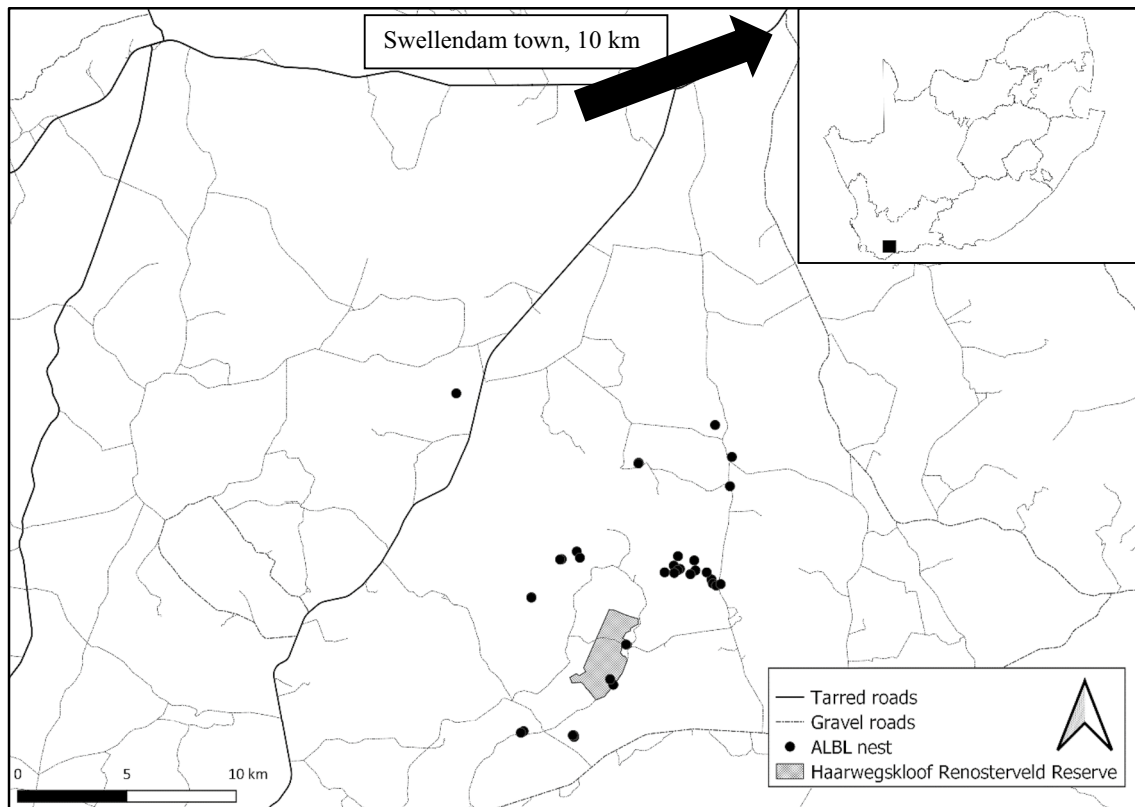 Swellendam town, 10 km
Tarred roads
Gravel roads
ALBL nest
Haarwegskloof Renosterveld Reserve
0 5 10 km